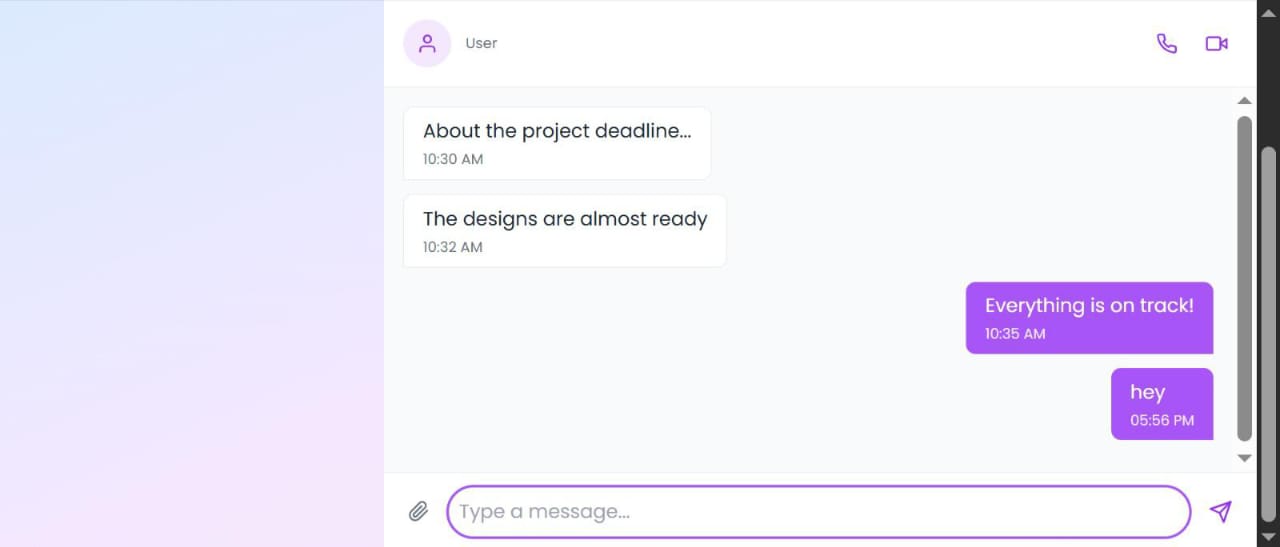 User
About the project deadline...
10:30 AM
The designs are almost ready
10:32 AM
Everything is on track!
10:35 AM
hey
05:56 PM
Type a message...